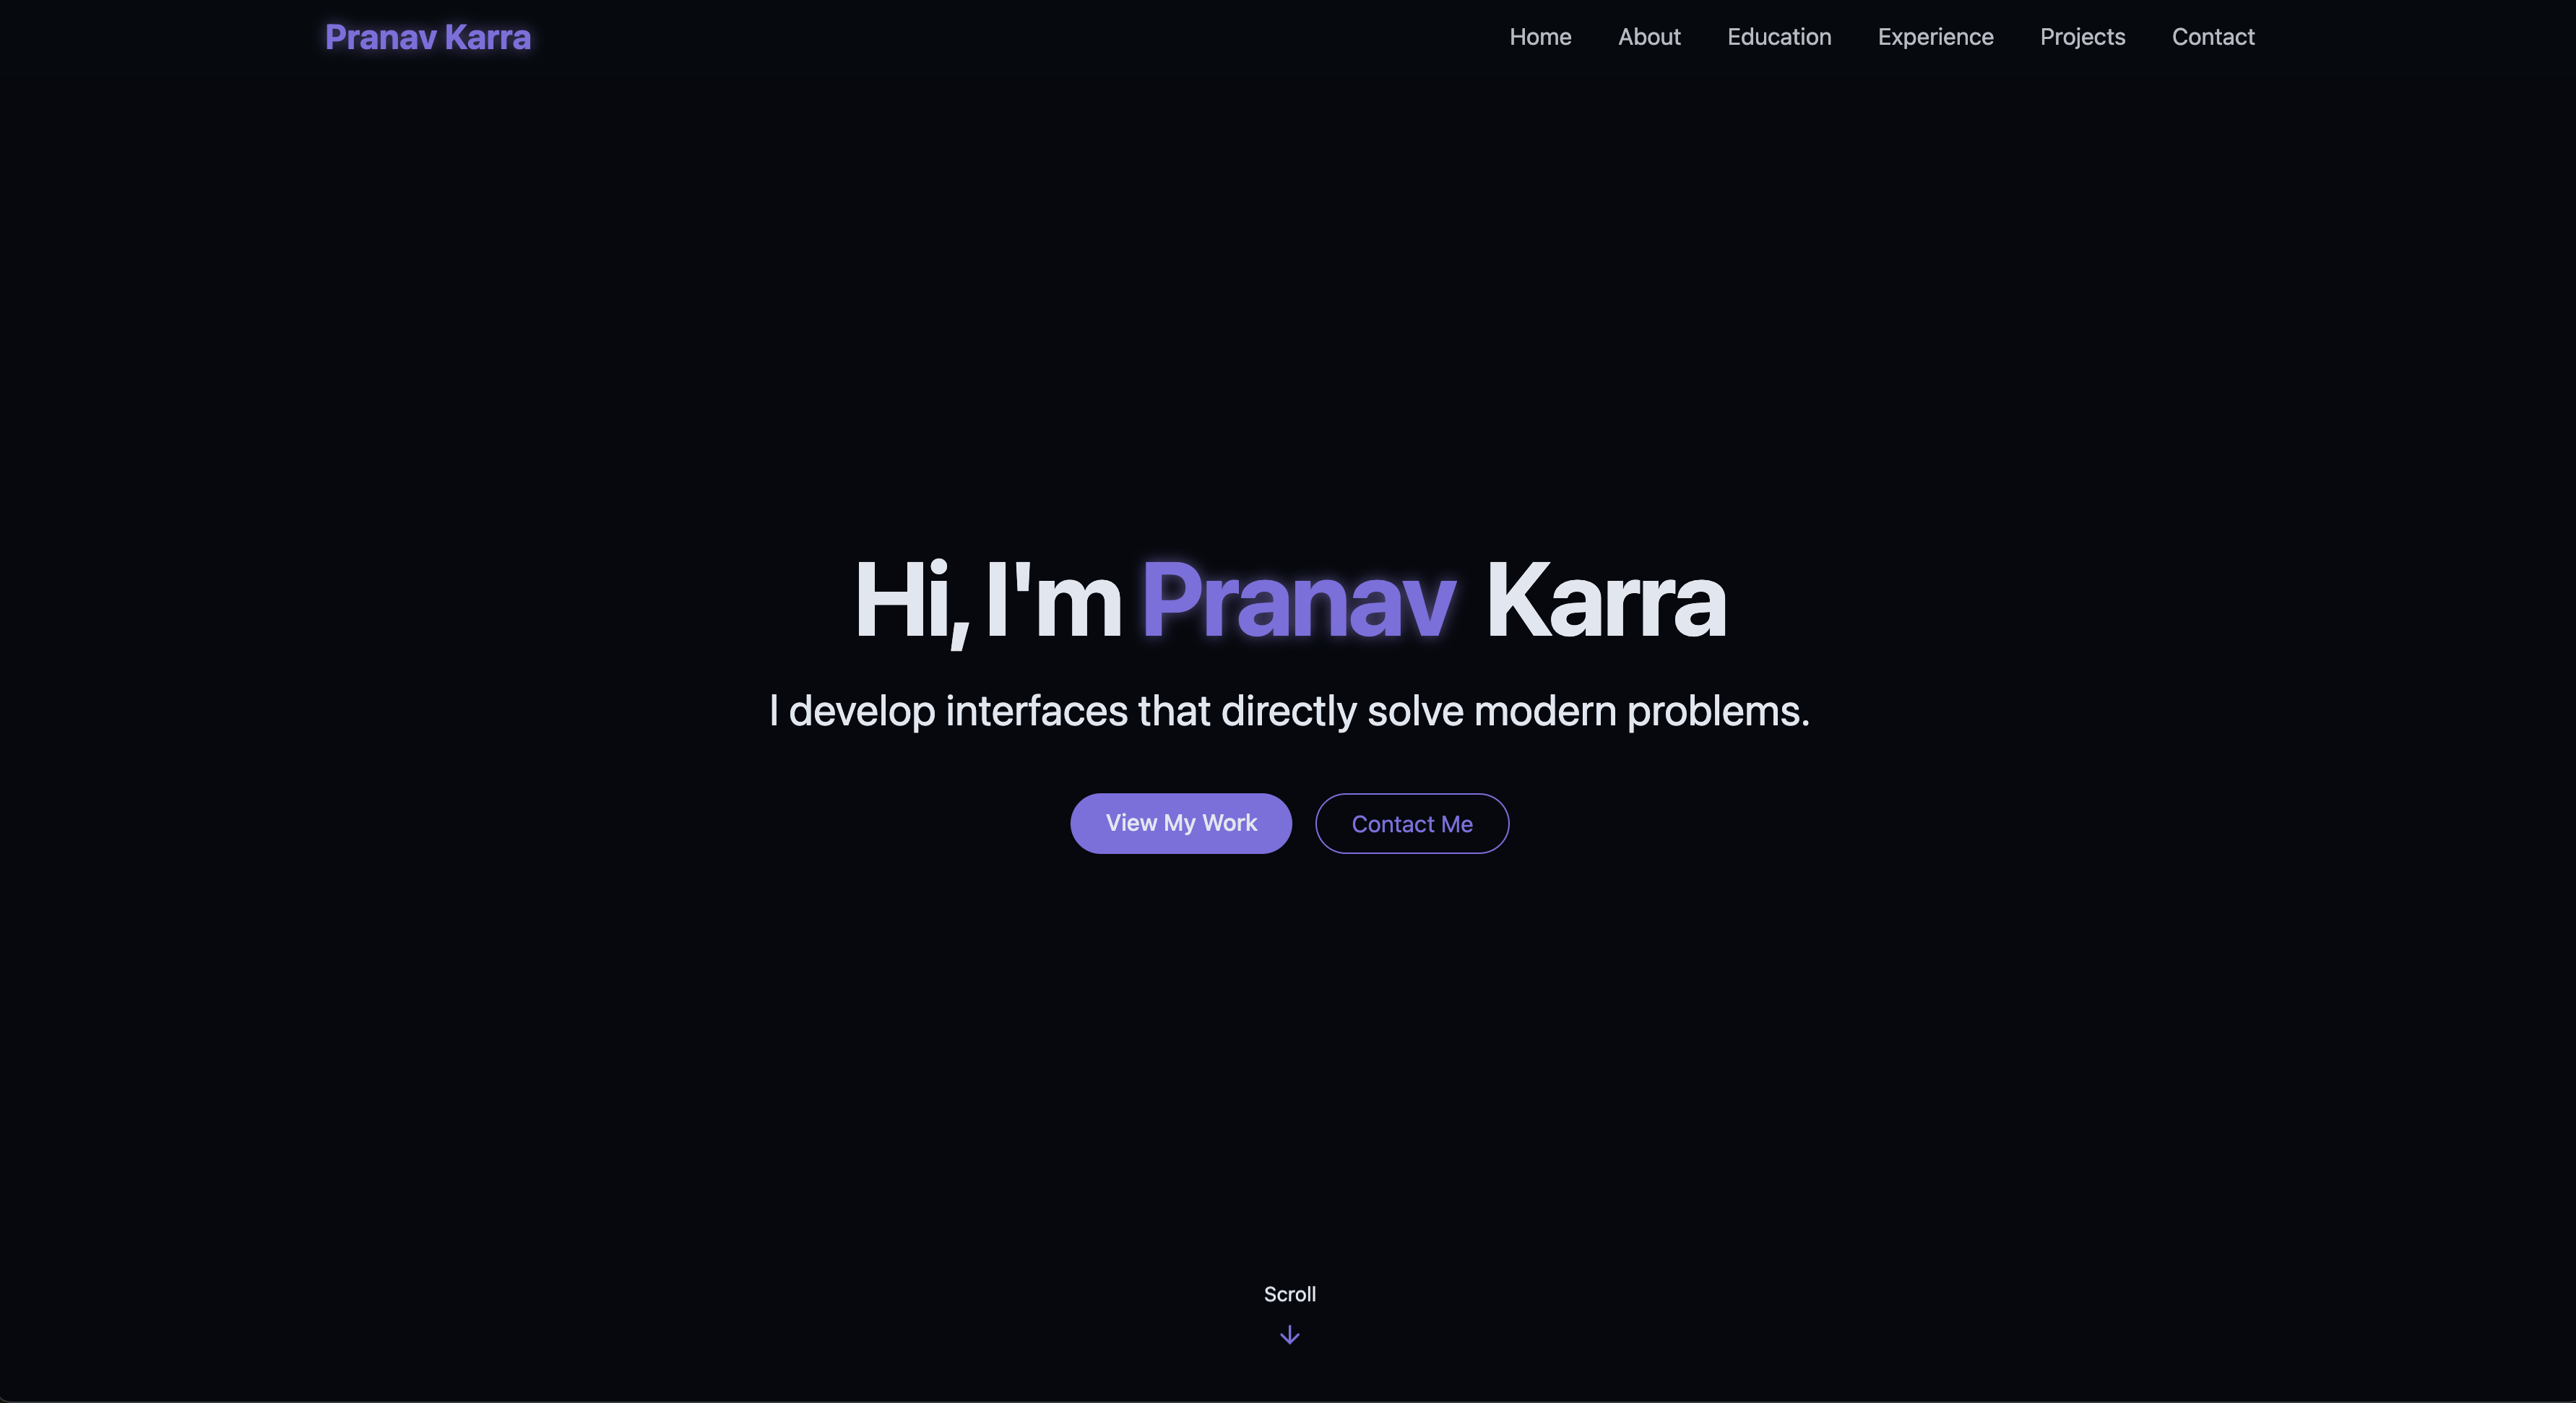 Pranav Karra
Home About Education Experience Projects Contact
Hi, I'm Pranav Karra
I develop interfaces that directly solve modern problems.
View My Work
Contact Me
Scroll